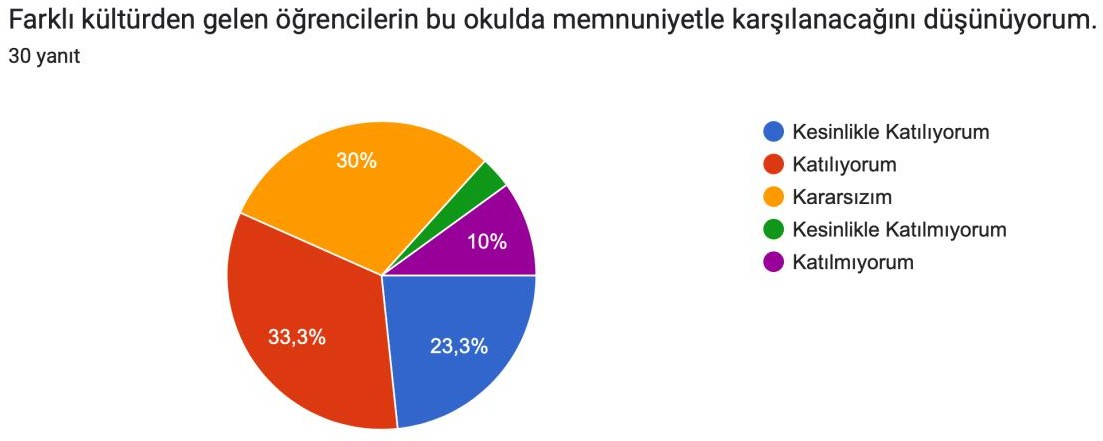 Farklı kültürden gelen öğrencilerin bu okulda memnuniyetle karşılanacağını düşünüyorum.
30 yanıt
30%
10%
33,3%
23,3%
Kesinlikle Katılıyorum
Katılıyorum
Kararsızım
Kesinlikle Katılmıyorum
Katılmıyorum